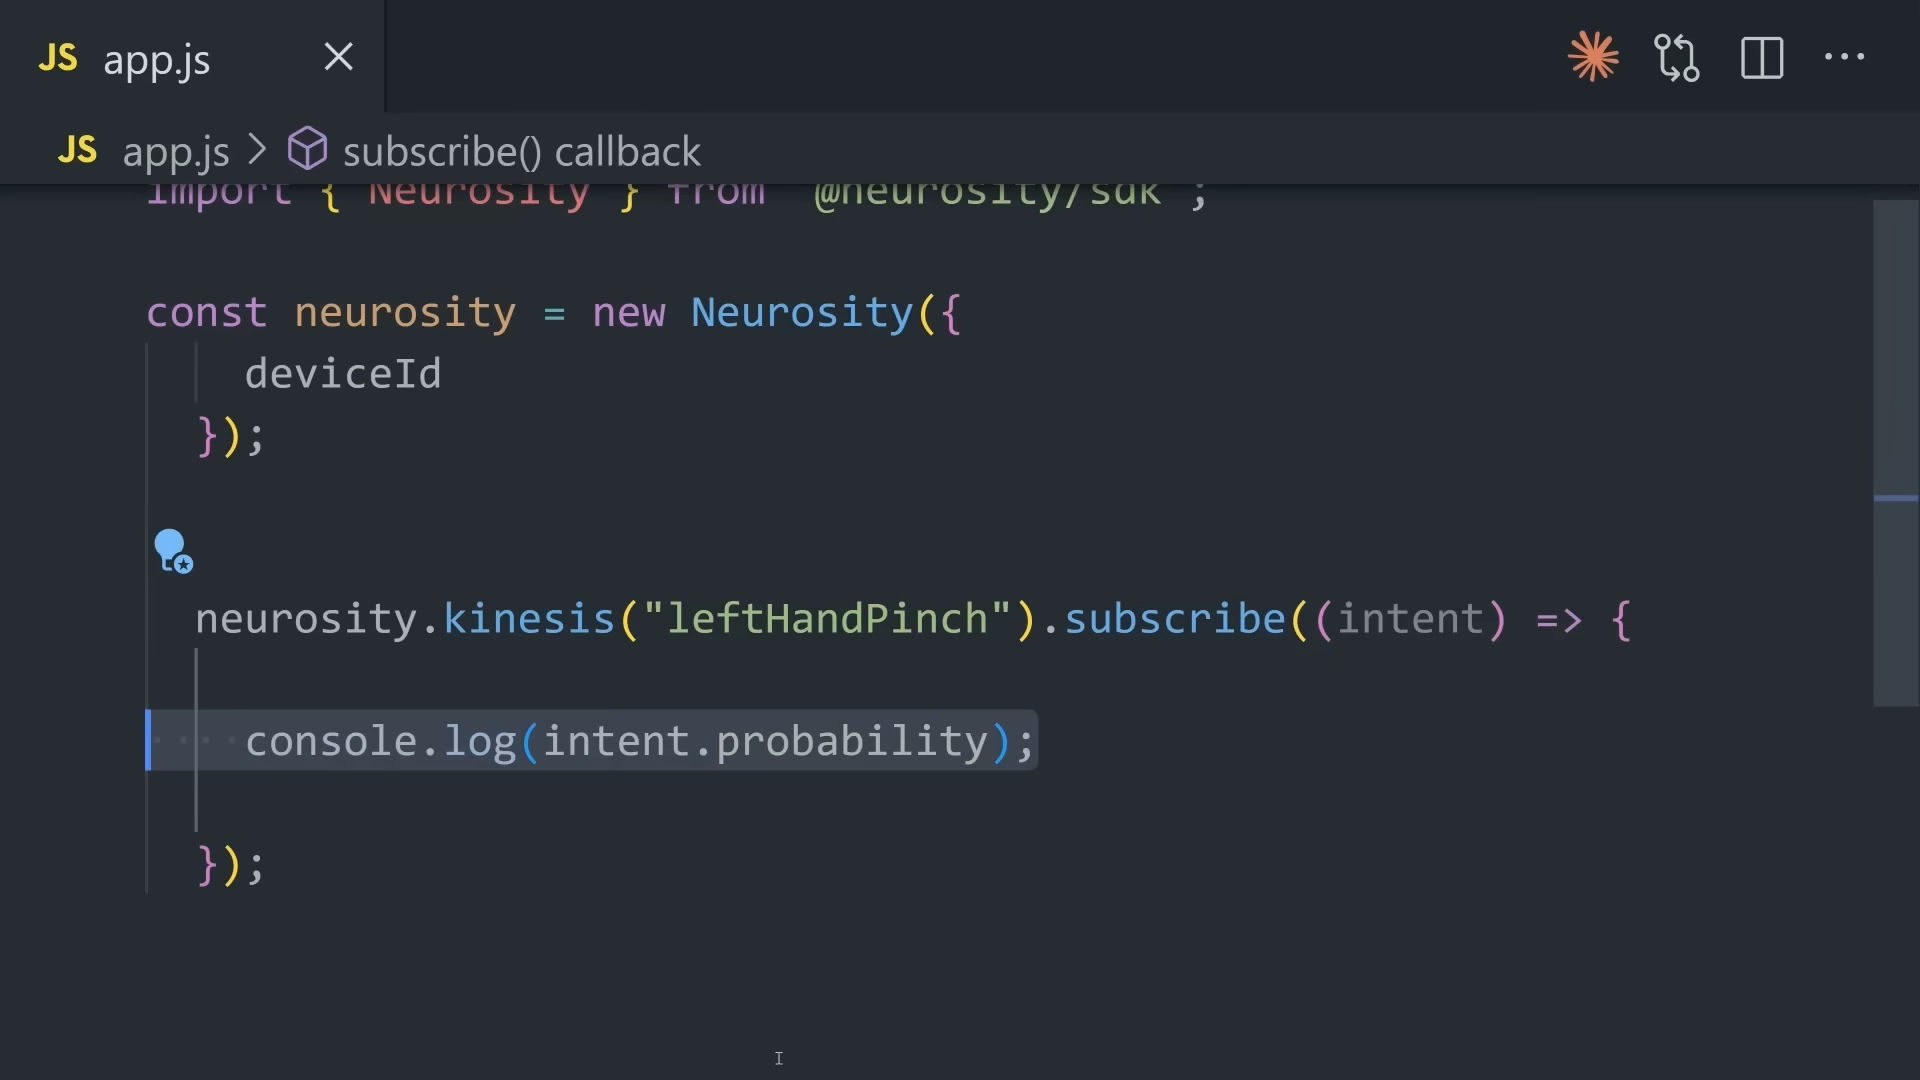 JS app.js
JS app.js > subscribe() callback
import { Neurosity } from "@neurosity/sdk";
const neurosity = new Neurosity({
deviceId
});
neurosity.kinesis("leftHandPinch").subscribe((intent) => {
console.log(intent.probability);
});